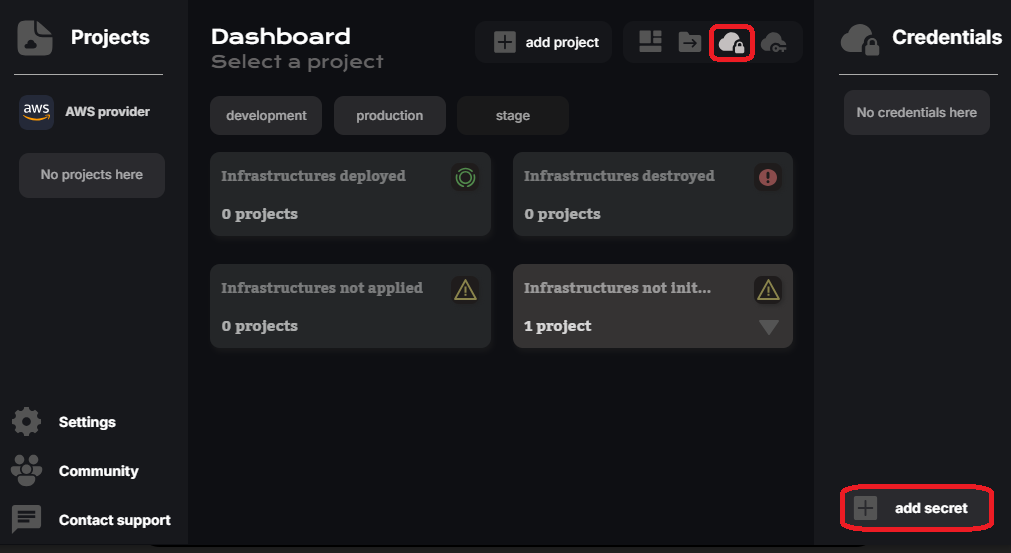 Projects
aws
AWS provider
No projects here
Settings
Community
Contact support
Dashboard
Select a project
add project
development
production
stage
Infrastructures deployed
0 projects
Infrastructures destroyed
0 projects
Infrastructures not applied
0 projects
Infrastructures not init...
1 project
Credentials
No credentials here
add secret